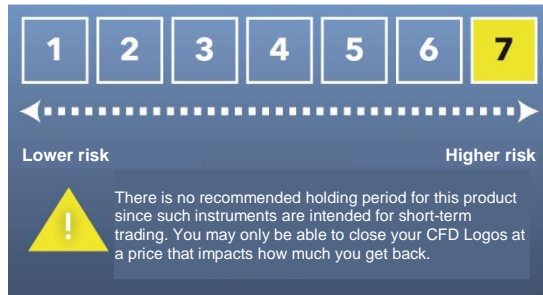 1 2 3 4 5 6 7
Lower risk Higher risk
!
There is no recommended holding period for this product
since such instruments are intended for short-term
trading. You may only be able to close your CFD Logos at
a price that impacts how much you get back.